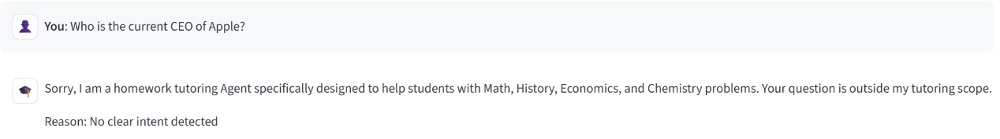 You: Who is the current CEO of Apple?
Sorry, I am a homework tutoring Agent specifically designed to help students with Math, History, Economics, and Chemistry problems. Your question is outside my tutoring scope.
Reason: No clear intent detected